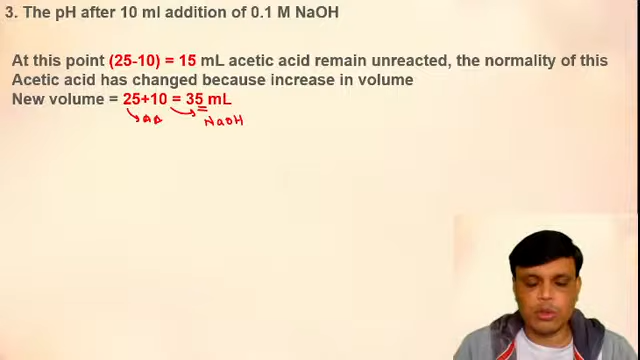 3. The pH after 10 ml addition of 0.1 M NaOH
At this point (25-10) = 15 mL acetic acid remain unreacted, the normality of this
Acetic acid has changed because increase in volume
New volume = 25+10 = 35 mL
AA NaOH